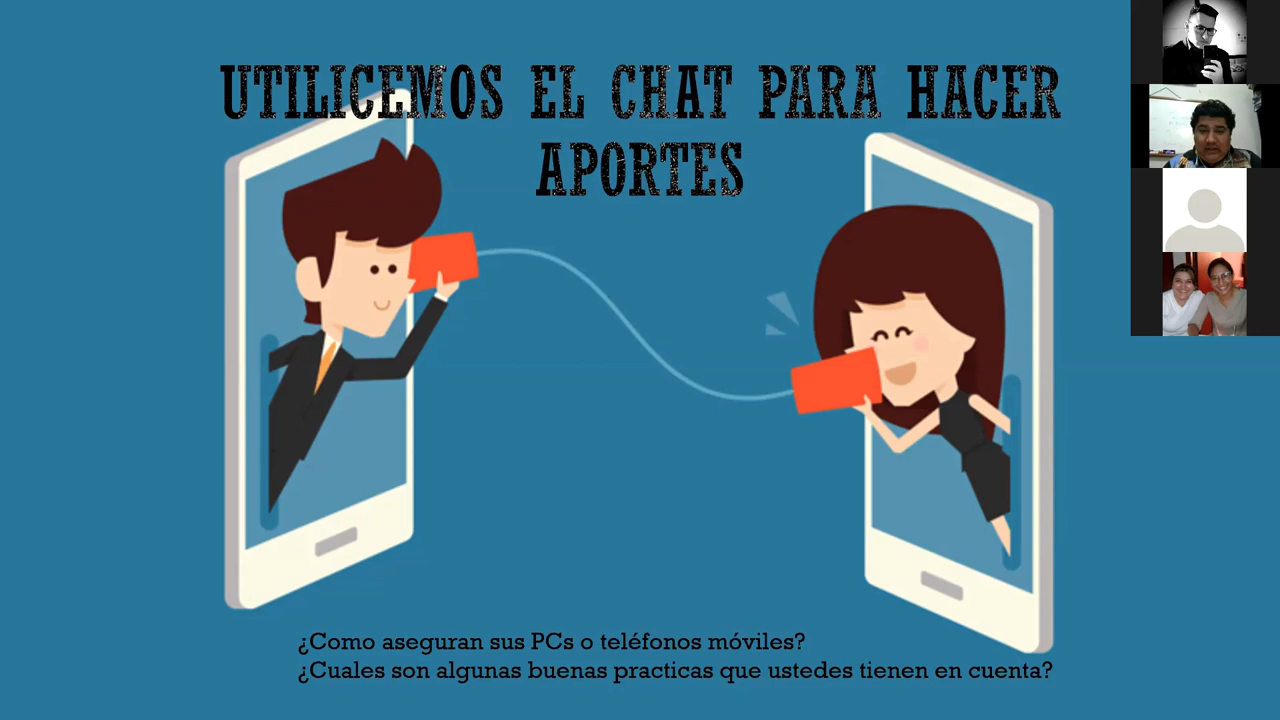 UTILICEMOS EL CHAT PARA HACER
APORTES
¿Como aseguran sus PCs o teléfonos móviles?
¿Cuales son algunas buenas practicas que ustedes tienen en cuenta?